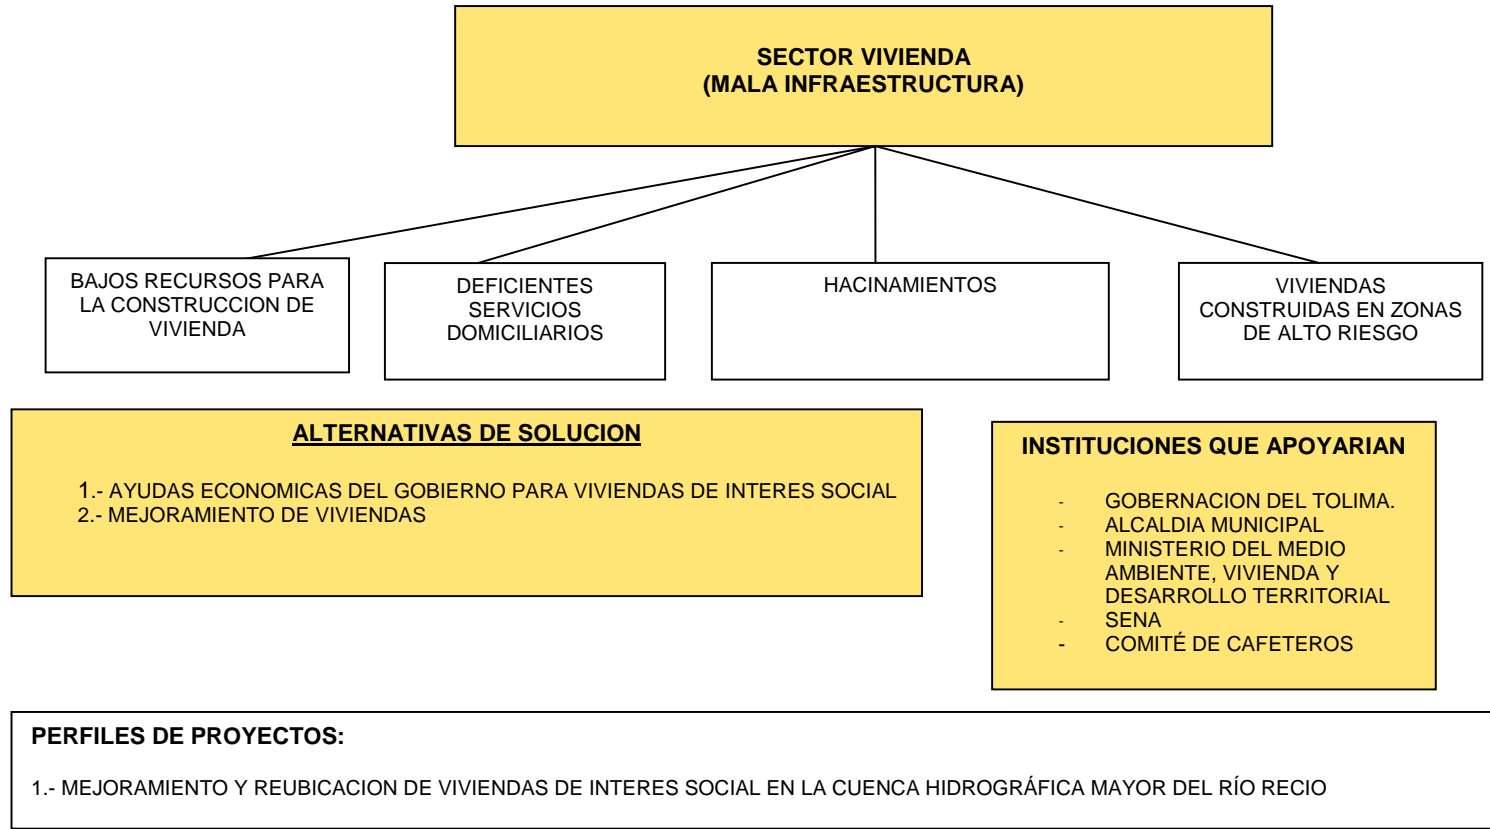 SECTOR VIVIENDA
(MALA INFRAESTRUCTURA)
BAJOS RECURSOS PARA
LA CONSTRUCCION DE
VIVIENDA
DEFICIENTES
SERVICIOS
DOMICILIARIOS
HACINAMIENTOS
VIVIENDAS
CONSTRUIDAS EN ZONAS
DE ALTO RIESGO
ALTERNATIVAS DE SOLUCION
1.- AYUDAS ECONOMICAS DEL GOBIERNO PARA VIVIENDAS DE INTERES SOCIAL
2.- MEJORAMIENTO DE VIVIENDAS
INSTITUCIONES QUE APOYARIAN
- GOBERNACION DEL TOLIMA.
- ALCALDIA MUNICIPAL
- MINISTERIO DEL MEDIO
AMBIENTE, VIVIENDA Y
DESARROLLO TERRITORIAL
- SENA
- COMITÉ DE CAFETEROS
PERFILES DE PROYECTOS:
1.- MEJORAMIENTO Y REUBICACION DE VIVIENDAS DE INTERES SOCIAL EN LA CUENCA HIDROGRÁFICA MAYOR DEL RÍO RECIO